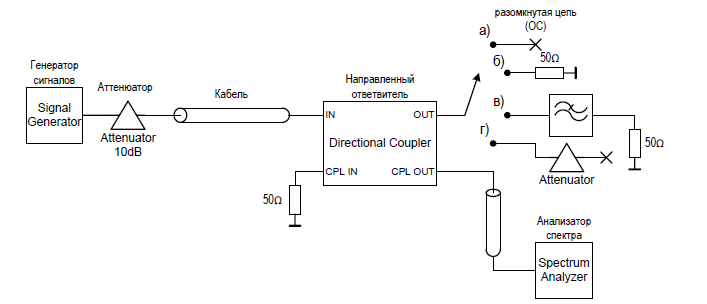 разомкнутая цепь
(ОС)
а)
б)
50Ω
Генератор
сигналов
Аттенюатор
Кабель
Направленный
ответвитель
Signal
Generator
Attenuator
10dB
IN
OUT
Directional Coupler
CPL IN
CPL OUT
в)
г)
50Ω
Attenuator
50Ω
Анализатор
спектра
Spectrum
Analyzer